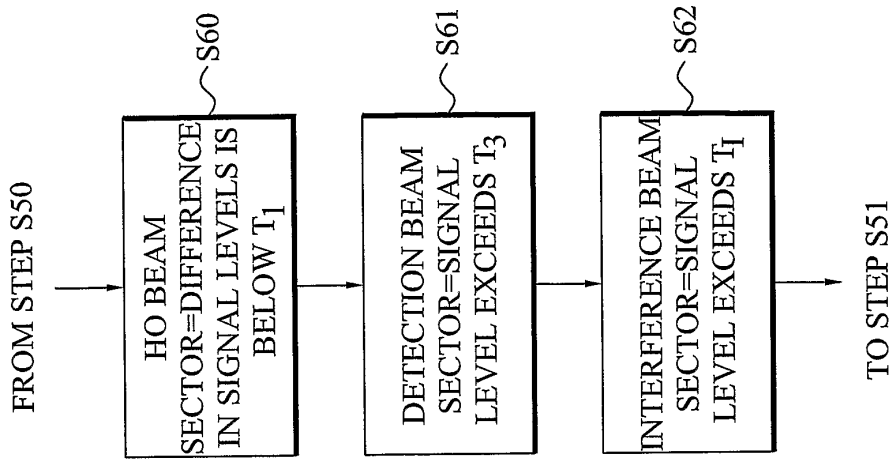 FROM STEP S50
HO BEAM
SECTOR=DIFFERENCE
IN SIGNAL LEVELS IS
BELOW T1
S60
DETECTION BEAM
SECTOR=SIGNAL
LEVEL EXCEEDS T3
S61
INTERFERENCE BEAM
SECTOR=SIGNAL
LEVEL EXCEEDS TI
S62
TO STEP S51